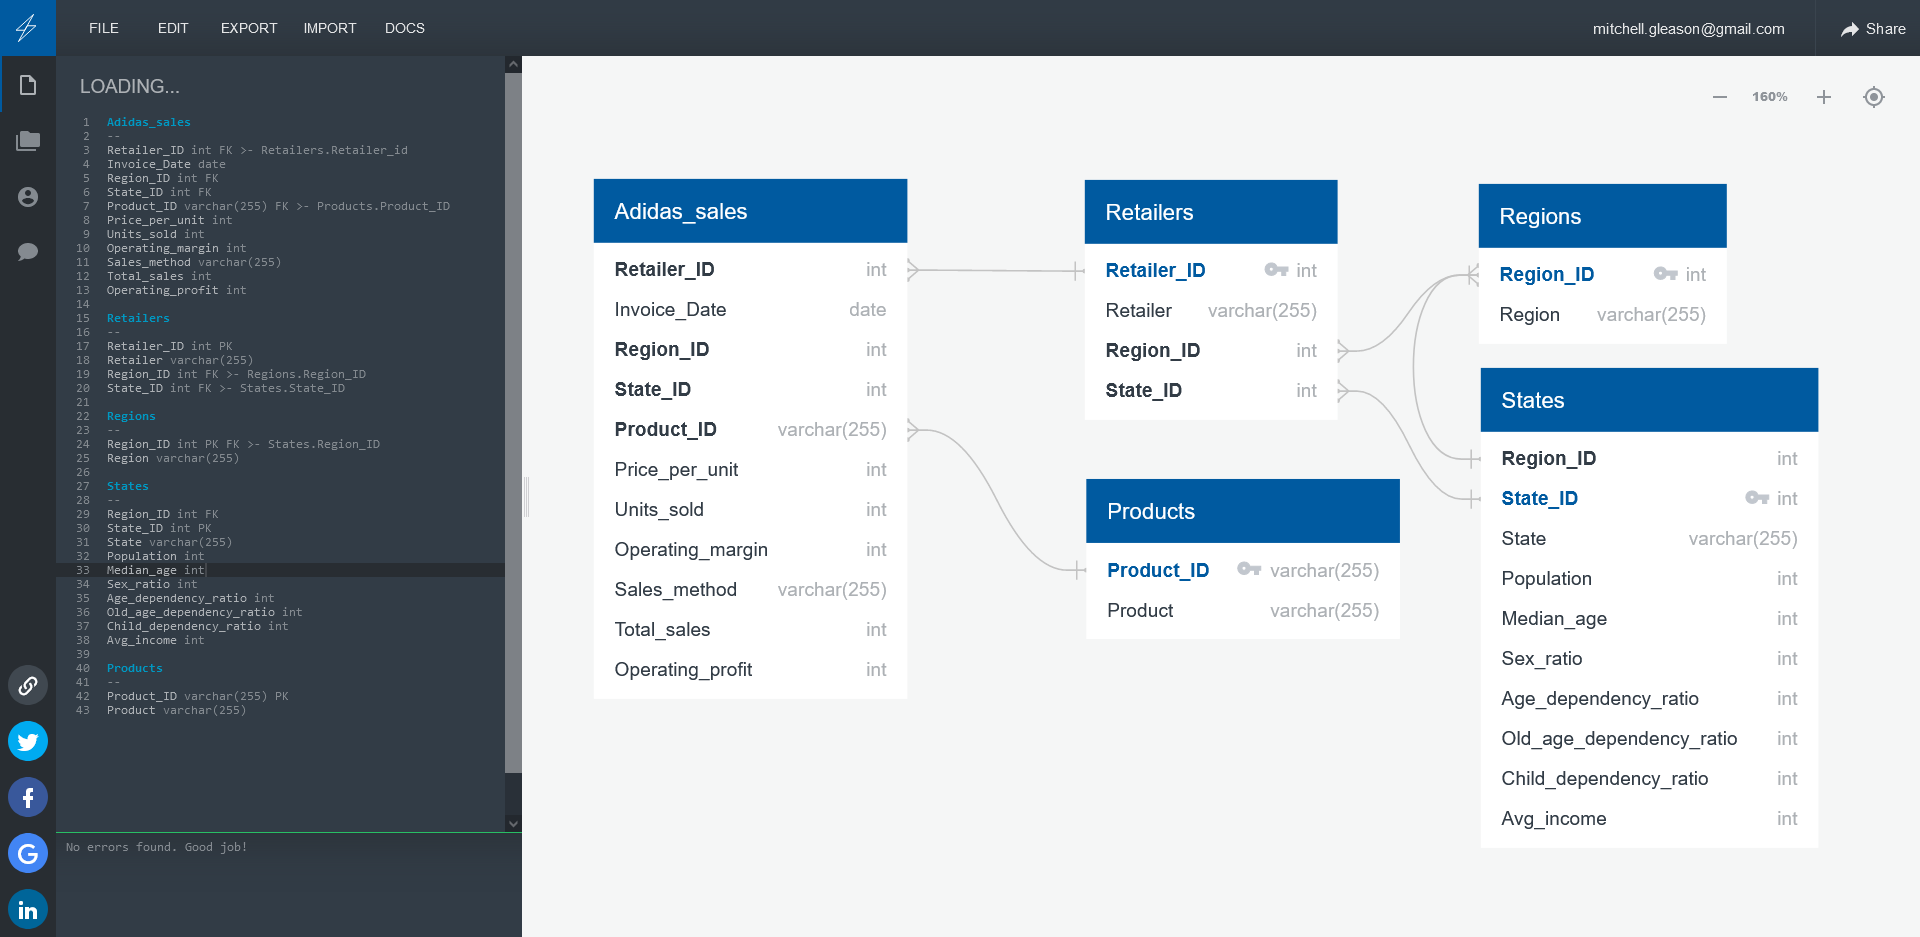 FILE EDIT EXPORT IMPORT DOCS mitchell.gleason@gmail.com Share
LOADING...
1 Adidas_sales
2 --
3 Retailer_ID int FK >- Retailers.Retailer_id
4 Invoice_Date date
5 Region_ID int FK
6 State_ID int FK
7 Product_ID varchar(255) FK >- Products.Product_ID
8 Price_per_unit int
9 Units_sold int
10 Operating_margin int
11 Sales_method varchar(255)
12 Total_sales int
13 Operating_profit int
14
15 Retailers
16 --
17 Retailer_ID int PK
18 Retailer varchar(255)
19 Region_ID int FK >- Regions.Region_ID
20 State_ID int FK >- States.State_ID
21
22 Regions
23 --
24 Region_ID int PK FK >- States.Region_ID
25 Region varchar(255)
26
27 States
28 --
29 Region_ID int FK
30 State_ID int PK
31 State varchar(255)
32 Population int
33 Median_age int
34 Sex_ratio int
35 Age_dependency_ratio int
36 Old_age_dependency_ratio int
37 Child_dependency_ratio int
38 Avg_income int
39
40 Products
41 --
42 Product_ID varchar(255) PK
43 Product varchar(255)
No errors found. Good job!
160%
Adidas_sales
Retailer_ID int
Invoice_Date date
Region_ID int
State_ID int
Product_ID varchar(255)
Price_per_unit int
Units_sold int
Operating_margin int
Sales_method varchar(255)
Total_sales int
Operating_profit int
Retailers
Retailer_ID int
Retailer varchar(255)
Region_ID int
State_ID int
Products
Product_ID varchar(255)
Product varchar(255)
Regions
Region_ID int
Region varchar(255)
States
Region_ID int
State_ID int
State varchar(255)
Population int
Median_age int
Sex_ratio int
Age_dependency_ratio int
Old_age_dependency_ratio int
Child_dependency_ratio int
Avg_income int